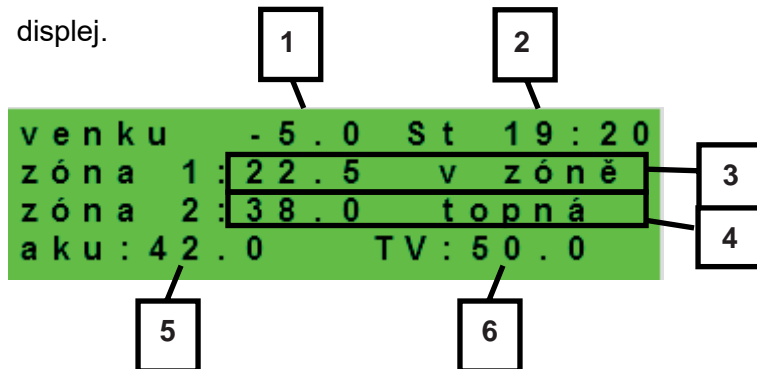 displej.
1 2
venku -5.0 St 19:20
zóna 1:22.5 v zóně
3
zóna 2:38.0 topná
4
aku:42.0 TV:50.0
5 6